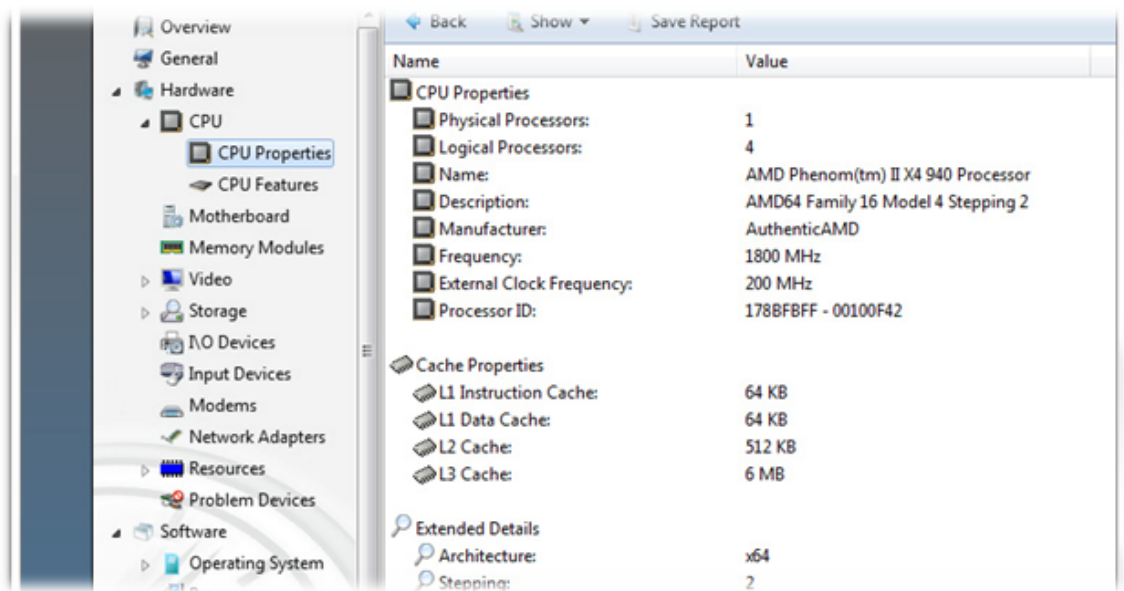 Overview
General
Hardware
CPU
CPU Properties
CPU Features
Motherboard
Memory Modules
Video
Storage
I\O Devices
Input Devices
Modems
Network Adapters
Resources
Problem Devices
Software
Operating System
Back Show Save Report
Name Value
CPU Properties
Physical Processors: 1
Logical Processors: 4
Name: AMD Phenom(tm) II X4 940 Processor
Description: AMD64 Family 16 Model 4 Stepping 2
Manufacturer: AuthenticAMD
Frequency: 1800 MHz
External Clock Frequency: 200 MHz
Processor ID: 178BFBFF - 00100F42
Cache Properties
L1 Instruction Cache: 64 KB
L1 Data Cache: 64 KB
L2 Cache: 512 KB
L3 Cache: 6 MB
Extended Details
Architecture: x64
Stepping: 2